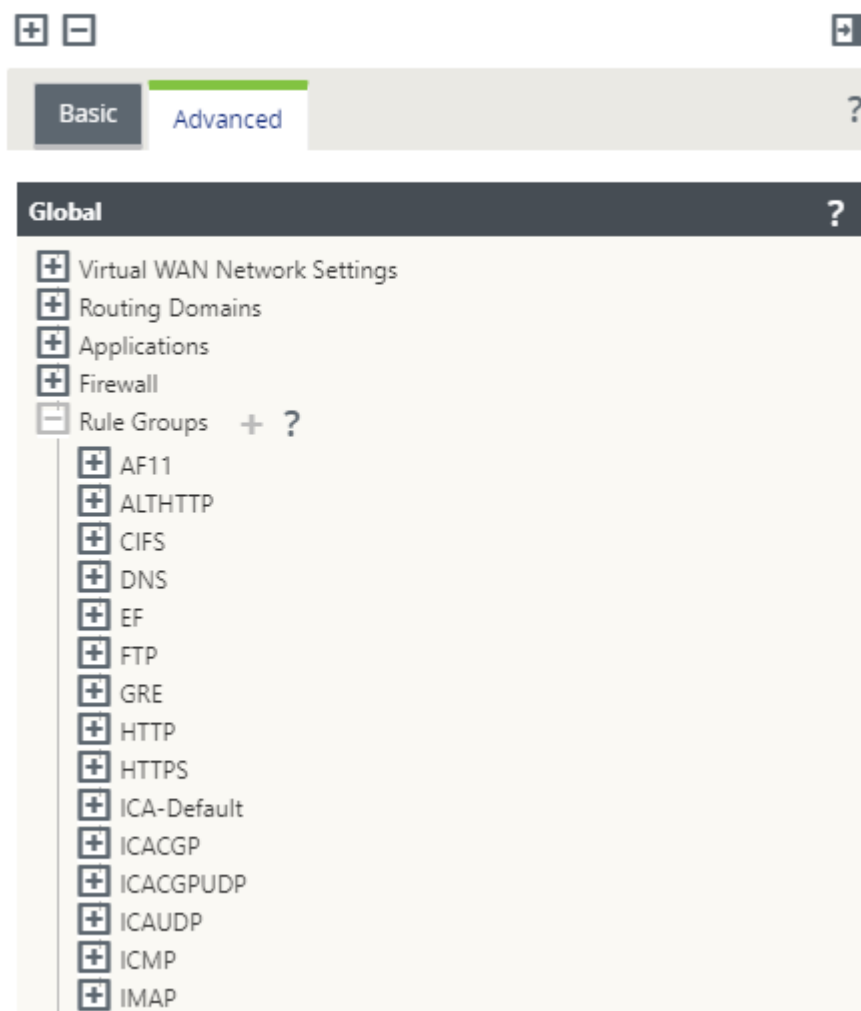 Basic Advanced ?
Global ?
Virtual WAN Network Settings
Routing Domains
Applications
Firewall
Rule Groups + ?
AF11
ALTHTTP
CIFS
DNS
EF
FTP
GRE
HTTP
HTTPS
ICA-Default
ICACGP
ICACGPUDP
ICAUDP
ICMP
IMAP